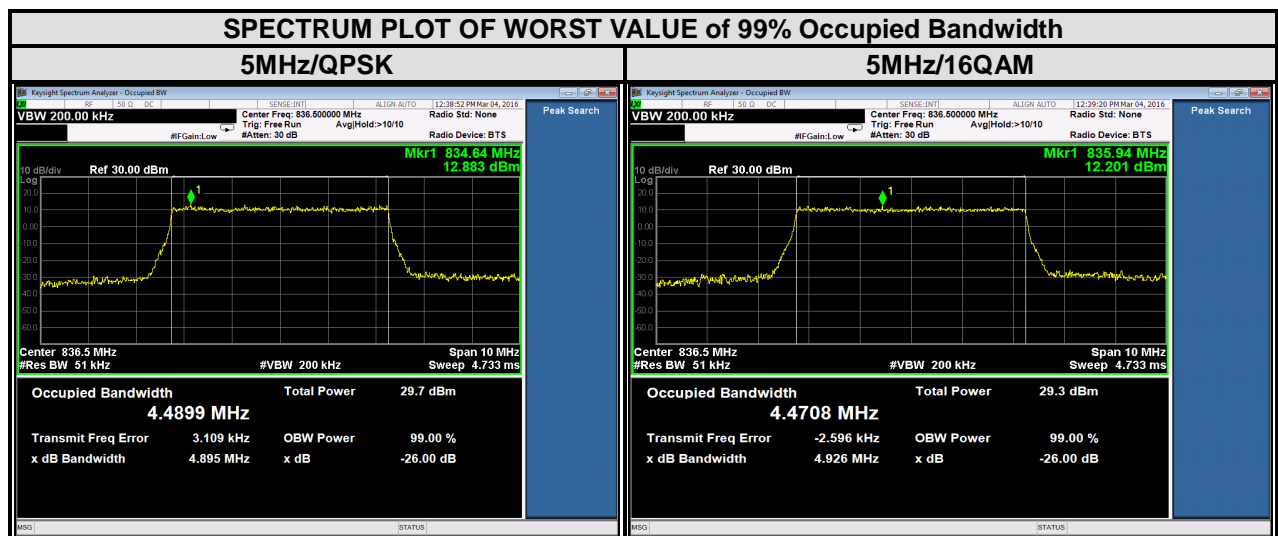 SPECTRUM PLOT OF WORST VALUE of 99% Occupied Bandwidth
5MHz/QPSK
5MHz/16QAM
Keysight Spectrum Analyzer - Occupied BW
RF 50 Ω DC SENSE:INT ALIGN AUTO 12:38:52 PM Mar 04, 2016
VBW 200.00 kHz
Center Freq: 836.500000 MHz
Radio Std: None
Trig: Free Run Avg|Hold:>10/10
#IFGain:Low
#Atten: 30 dB
Radio Device: BTS
Peak Search
Mkr1 834.64 MHz
12.883 dBm
10 dB/div Ref 30.00 dBm
Log
20.0
10.0
0.00
-10.0
-20.0
-30.0
-40.0
-50.0
-60.0
1
Center 836.5 MHz
Span 10 MHz
#Res BW 51 kHz
#VBW 200 kHz
Sweep 4.733 ms
Occupied Bandwidth
4.4899 MHz
Total Power 29.7 dBm
Transmit Freq Error 3.109 kHz
OBW Power 99.00 %
x dB Bandwidth 4.895 MHz
x dB -26.00 dB
MSG
STATUS
Keysight Spectrum Analyzer - Occupied BW
RF 50 Ω DC SENSE:INT ALIGN AUTO 12:39:20 PM Mar 04, 2016
VBW 200.00 kHz
Center Freq: 836.500000 MHz
Radio Std: None
Trig: Free Run Avg|Hold:>10/10
#IFGain:Low
#Atten: 30 dB
Radio Device: BTS
Peak Search
Mkr1 835.94 MHz
12.201 dBm
10 dB/div Ref 30.00 dBm
Log
20.0
10.0
0.00
-10.0
-20.0
-30.0
-40.0
-50.0
-60.0
1
Center 836.5 MHz
Span 10 MHz
#Res BW 51 kHz
#VBW 200 kHz
Sweep 4.733 ms
Occupied Bandwidth
4.4708 MHz
Total Power 29.3 dBm
Transmit Freq Error -2.596 kHz
OBW Power 99.00 %
x dB Bandwidth 4.926 MHz
x dB -26.00 dB
MSG
STATUS